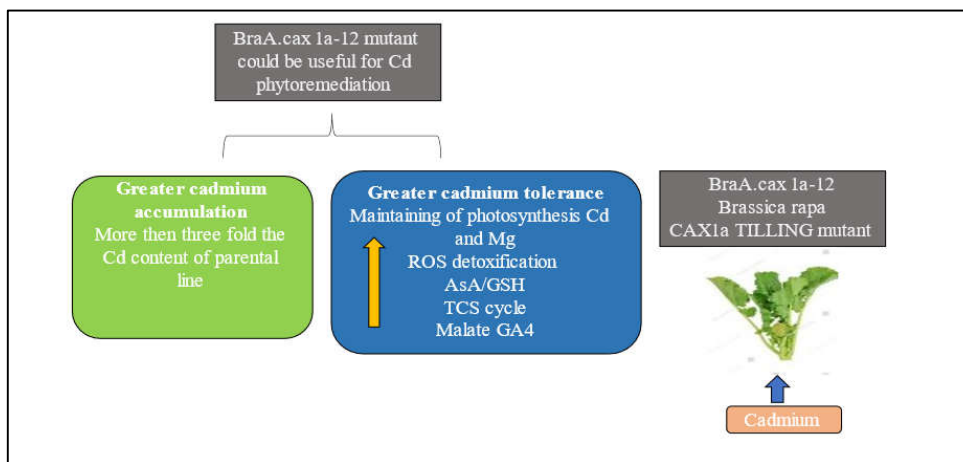 BraA.cax 1a-12 mutant
could be useful for Cd
phytoremediation
Greater cadmium
accumulation
More then three fold the
Cd content of parental
line
Greater cadmium tolerance
Maintaining of photosynthesis Cd
and Mg
ROS detoxification
AsA/GSH
TCS cycle
Malate GA4
BraA.cax 1a-12
Brassica rapa
CAX1a TILLING mutant
Cadmium